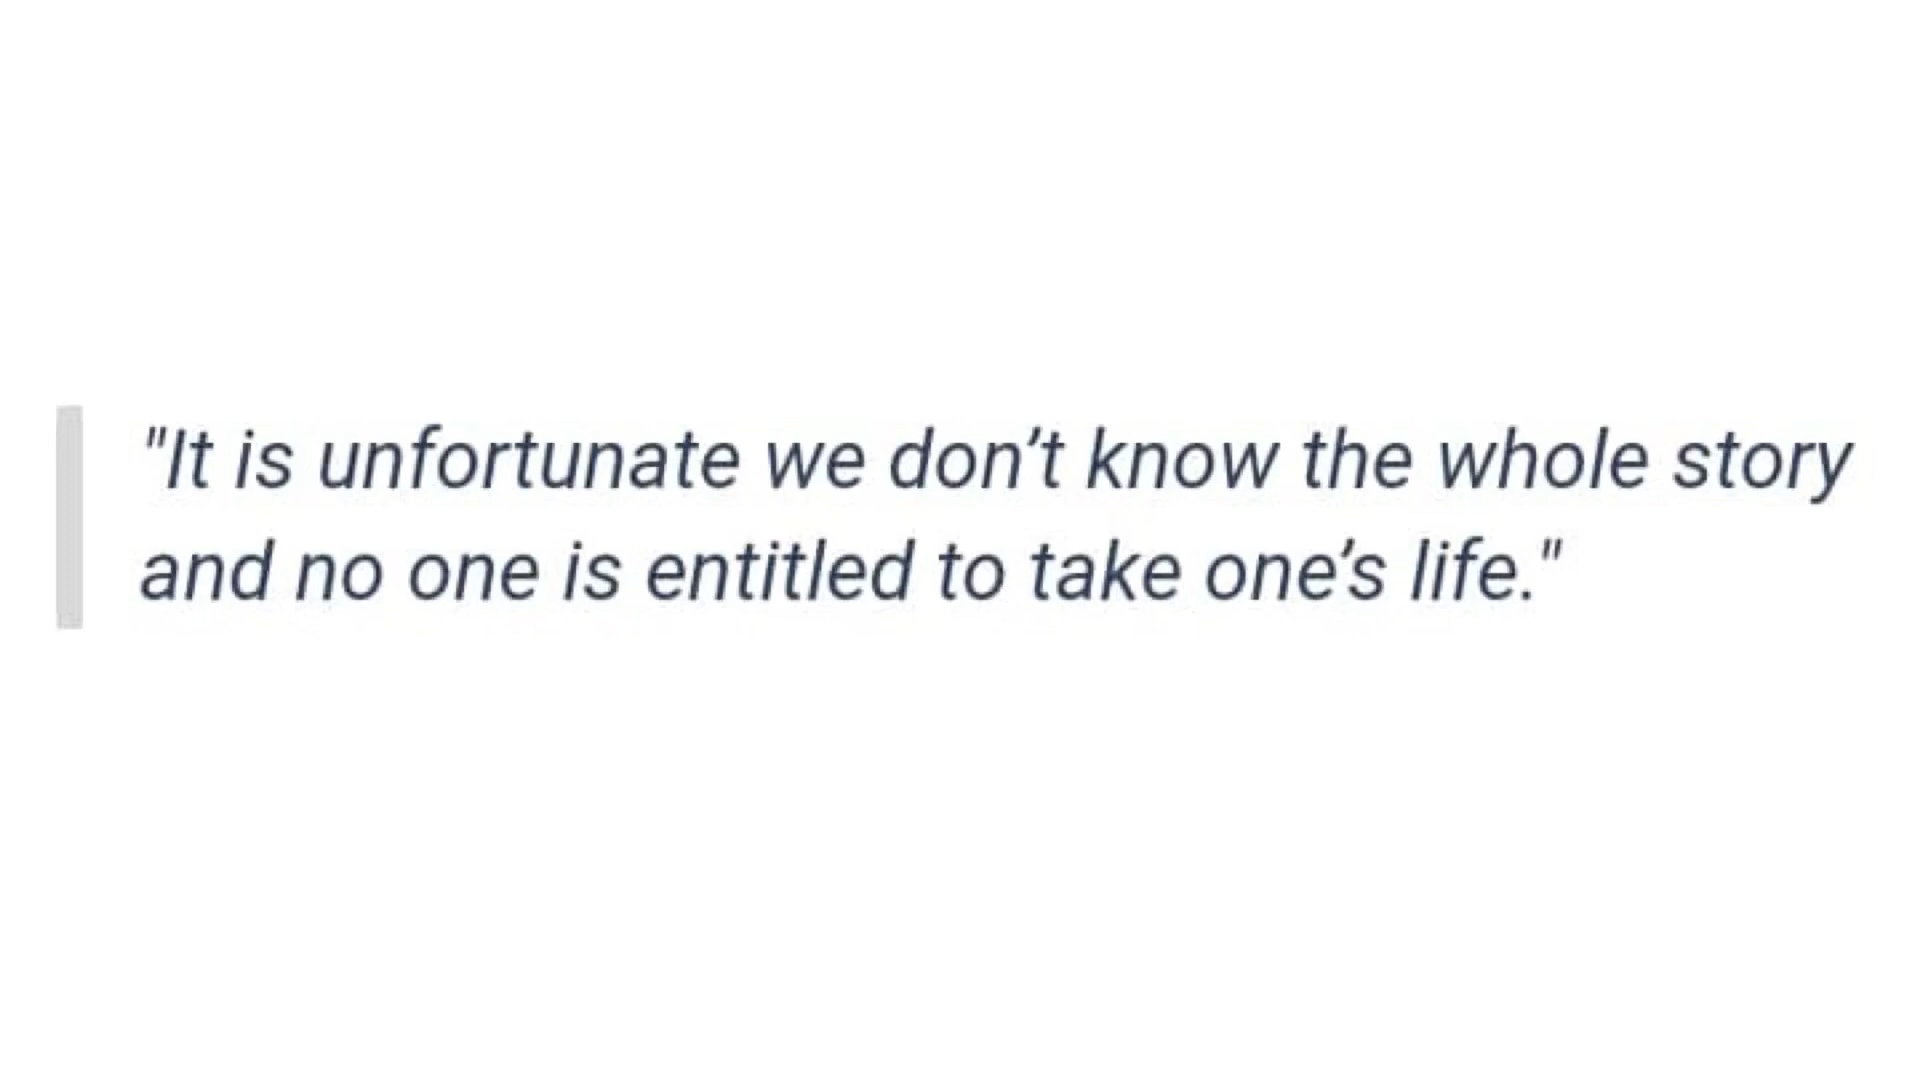 "It is unfortunate we don’t know the whole story
and no one is entitled to take one’s life."